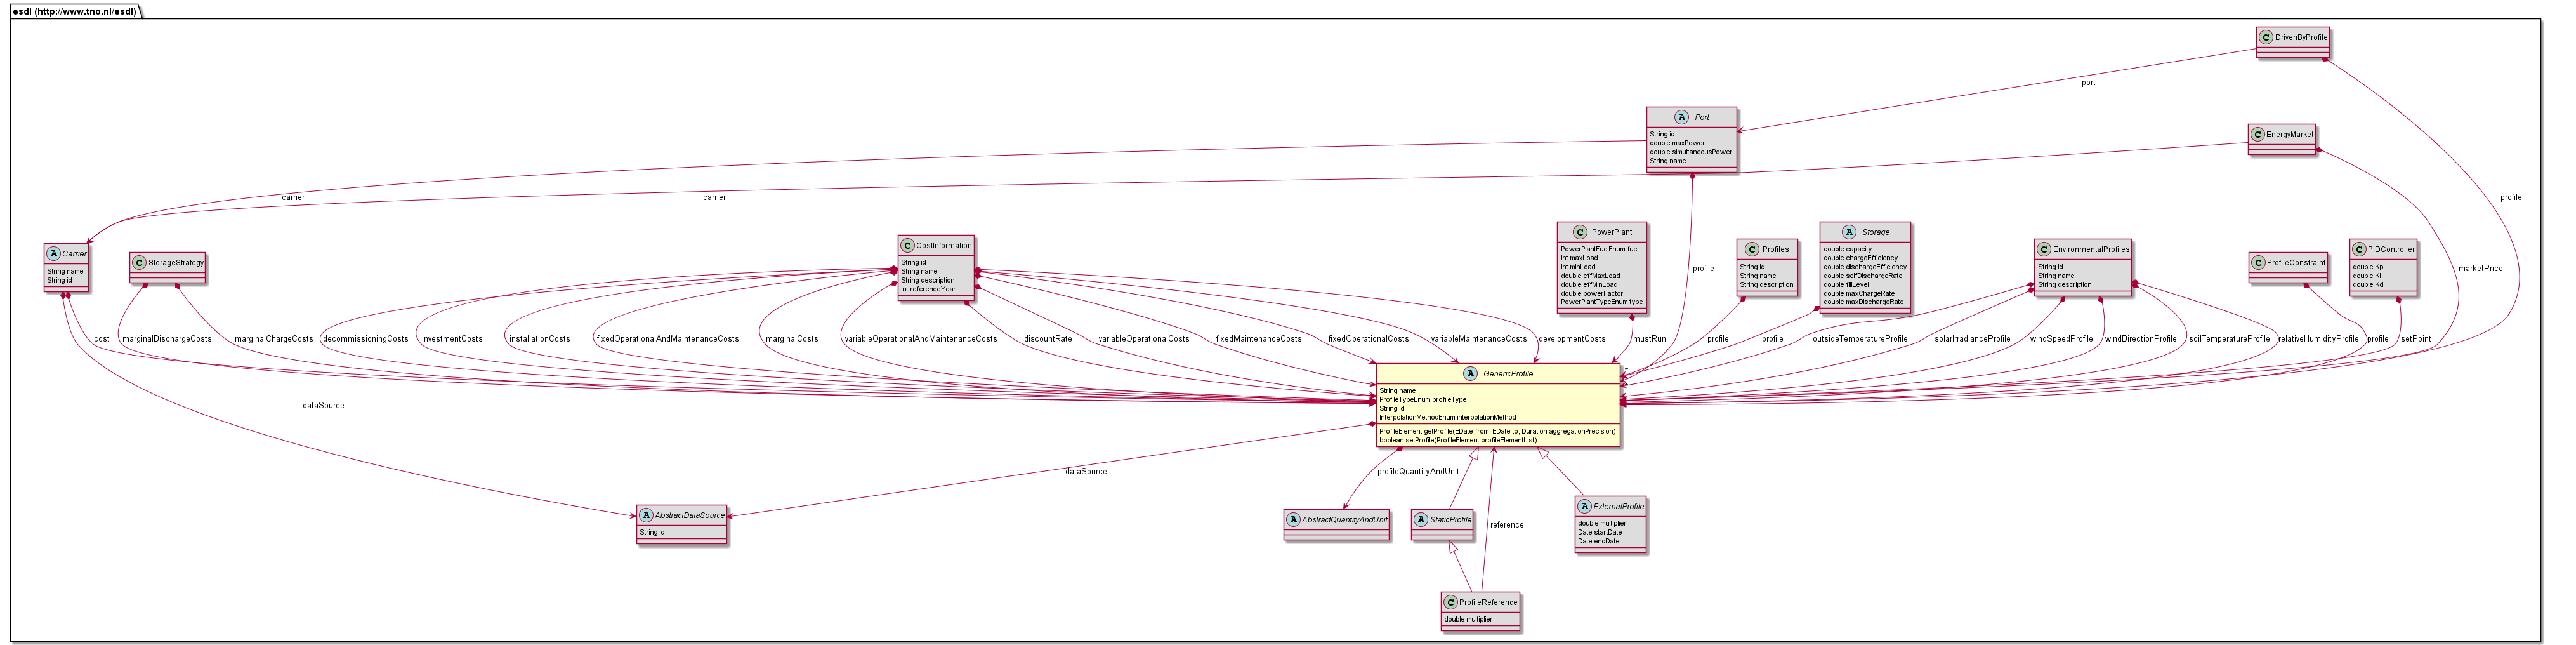 esdl (http://www.tno.nl/esdl)
C DrivenByProfile
port
A Port
String id
double maxPower
double simultaneousPower
String name
C EnergyMarket
carrier
carrier
profile
A Carrier
String name
String id
C StorageStrategy
C CostInformation
String id
String name
String description
int referenceYear
C PowerPlant
PowerPlantFuelEnum fuel
int maxLoad
int minLoad
double effMaxLoad
double effMinLoad
double powerFactor
PowerPlantTypeEnum type
C Profiles
String id
String name
String description
A Storage
double capacity
double chargeEfficiency
double dischargeEfficiency
double selfDischargeRate
double fillLevel
double maxChargeRate
double maxDischargeRate
C EnvironmentalProfiles
String id
String name
String description
C ProfileConstraint
C PIDController
double Kp
double Ki
double Kd
profile
marketPrice
cost
marginalDischargeCosts
marginalChargeCosts
decommissioningCosts
investmentCosts
installationCosts
fixedOperationalAndMaintenanceCosts
marginalCosts
variableOperationalAndMaintenanceCosts
discountRate
variableOperationalCosts
fixedMaintenanceCosts
fixedOperationalCosts
variableMaintenanceCosts
developmentCosts
mustRun
profile
profile
outsideTemperatureProfile
solarIrradianceProfile
windSpeedProfile
windDirectionProfile
soilTemperatureProfile
relativeHumidityProfile
profile
setPoint
A GenericProfile
String name
ProfileTypeEnum profileType
String id
InterpolationMethodEnum interpolationMethod
ProfileElement getProfile(EDate from, EDate to, Duration aggregationPrecision)
boolean setProfile(ProfileElement profileElementList)
dataSource
dataSource
profileQuantityAndUnit
A AbstractDataSource
String id
A AbstractQuantityAndUnit
A StaticProfile
reference
A ExternalProfile
double multiplier
Date startDate
Date endDate
C ProfileReference
double multiplier